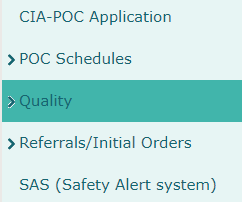 CIA-POC Application
POC Schedules
Quality
Referrals/Initial Orders
SAS (Safety Alert system)